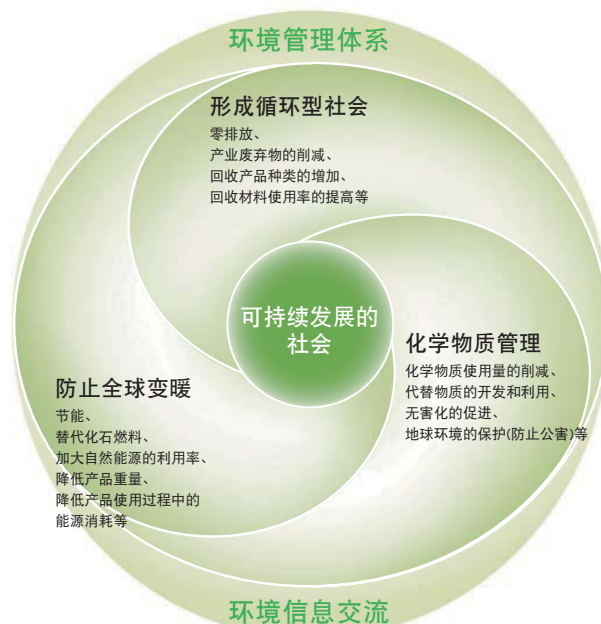 环境管理体系
形成循环型社会
零排放、
产业废弃物的削减、
回收产品种类的增加、
回收材料使用率的提高等
可持续发展的
社会
化学物质管理
化学物质使用量的削减、
代替物质的开发和利用、
无害化的促进、
地球环境的保护(防止公害)等
防止全球变暖
节能、
替代化石燃料、
加大自然能源的利用率、
降低产品重量、
降低产品使用过程中的
能源消耗等
环境信息交流